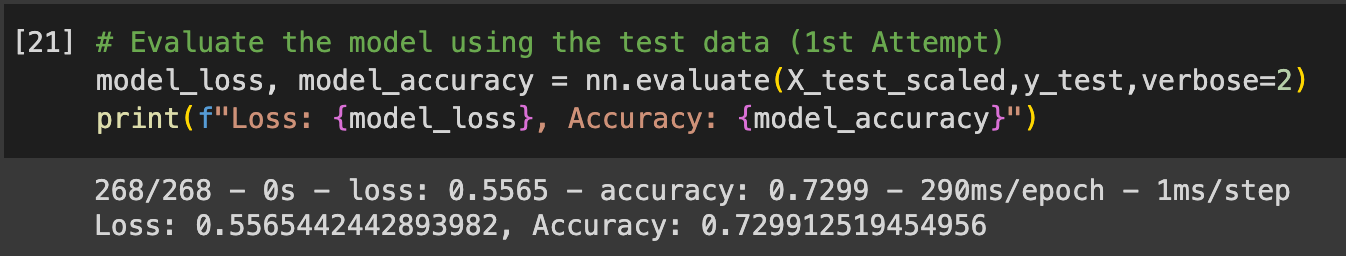 [21] # Evaluate the model using the test data (1st Attempt)
model_loss, model_accuracy = nn.evaluate(X_test_scaled,y_test,verbose=2)
print(f"Loss: {model_loss}, Accuracy: {model_accuracy}")
268/268 - 0s - loss: 0.5565 - accuracy: 0.7299 - 290ms/epoch - 1ms/step
Loss: 0.5565442442893982, Accuracy: 0.729912519454956